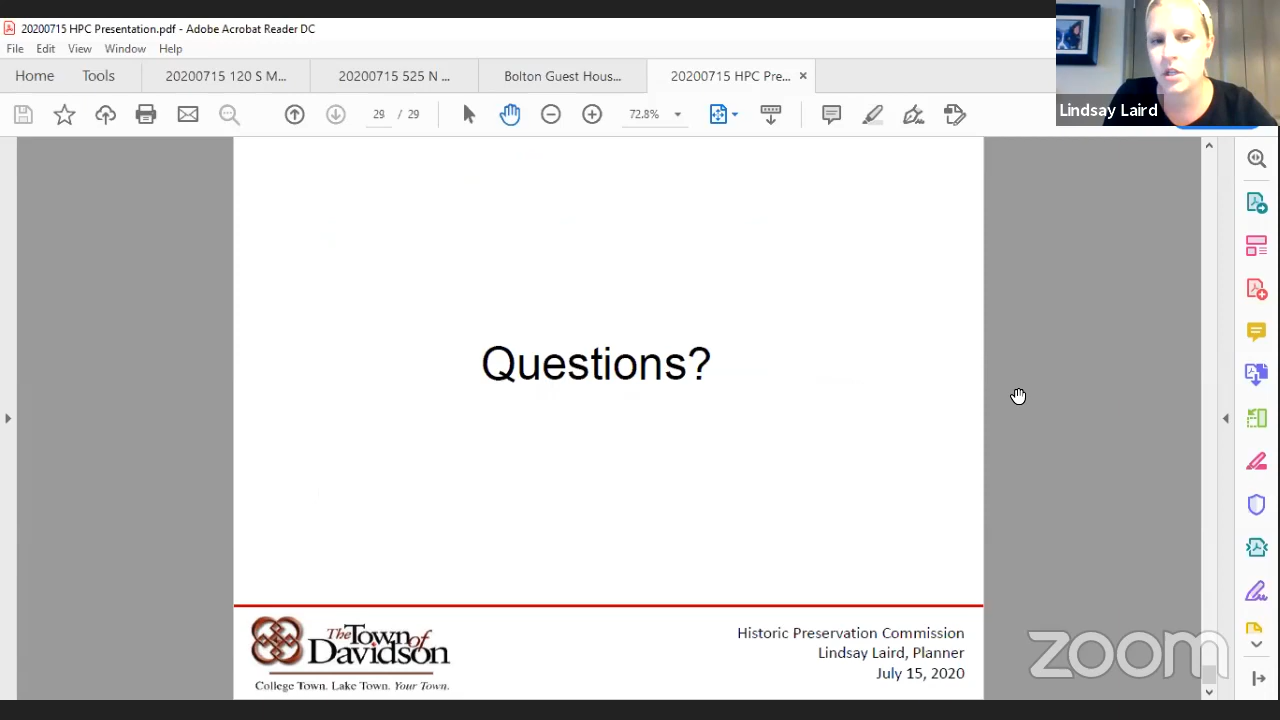 20200715 HPC Presentation.pdf - Adobe Acrobat Reader DC
File Edit View Window Help
Home Tools 20200715 120 S M... 20200715 525 N ... Bolton Guest Hous... 20200715 HPC Pre... ×
29 / 29 72.8%
Lindsay Laird
Questions?
The Town of
Davidson
College Town. Lake Town. Your Town.
Historic Preservation Commission
Lindsay Laird, Planner
July 15, 2020
zoom